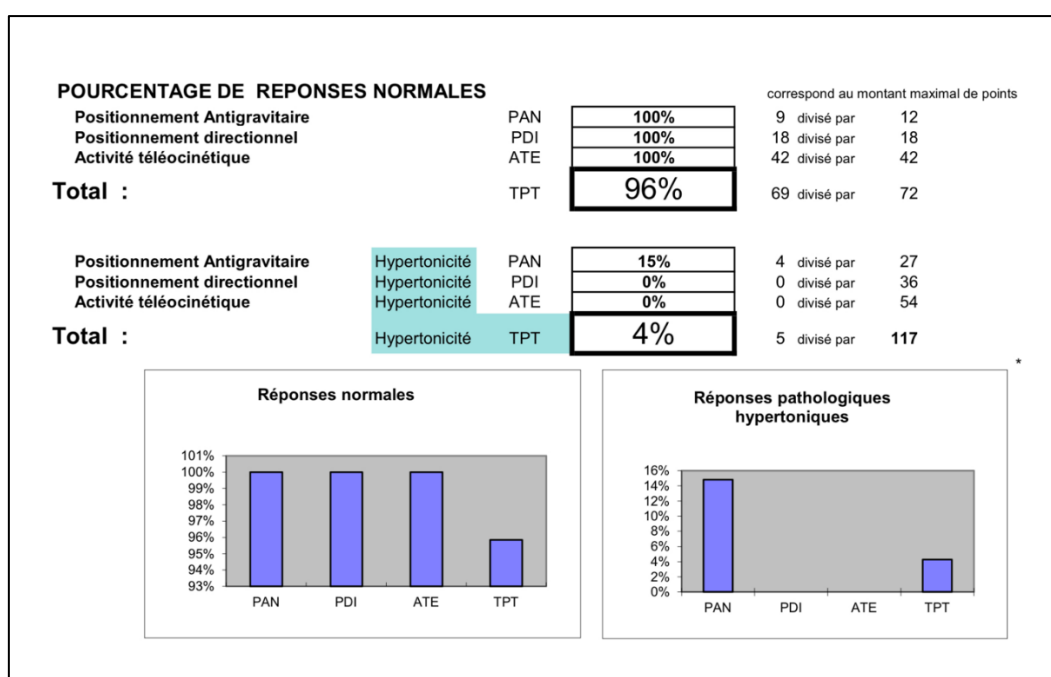 POURCENTAGE DE REPONSES NORMALES correspond au montant maximal de points
Positionnement Antigravitaire PAN 100% 9 divisé par 12
Positionnement directionnel PDI 100% 18 divisé par 18
Activité téléocinétique ATE 100% 42 divisé par 42
Total : TPT 96% 69 divisé par 72
Positionnement Antigravitaire Hypertonicité PAN 15% 4 divisé par 27
Positionnement directionnel Hypertonicité PDI 0% 0 divisé par 36
Activité téléocinétique Hypertonicité ATE 0% 0 divisé par 54
Total : Hypertonicité TPT 4% 5 divisé par 117
*
Réponses normales
101%
100%
99%
98%
97%
96%
95%
94%
93%
PAN PDI ATE TPT
Réponses pathologiques
hypertoniques
16%
14%
12%
10%
8%
6%
4%
2%
0%
PAN PDI ATE TPT